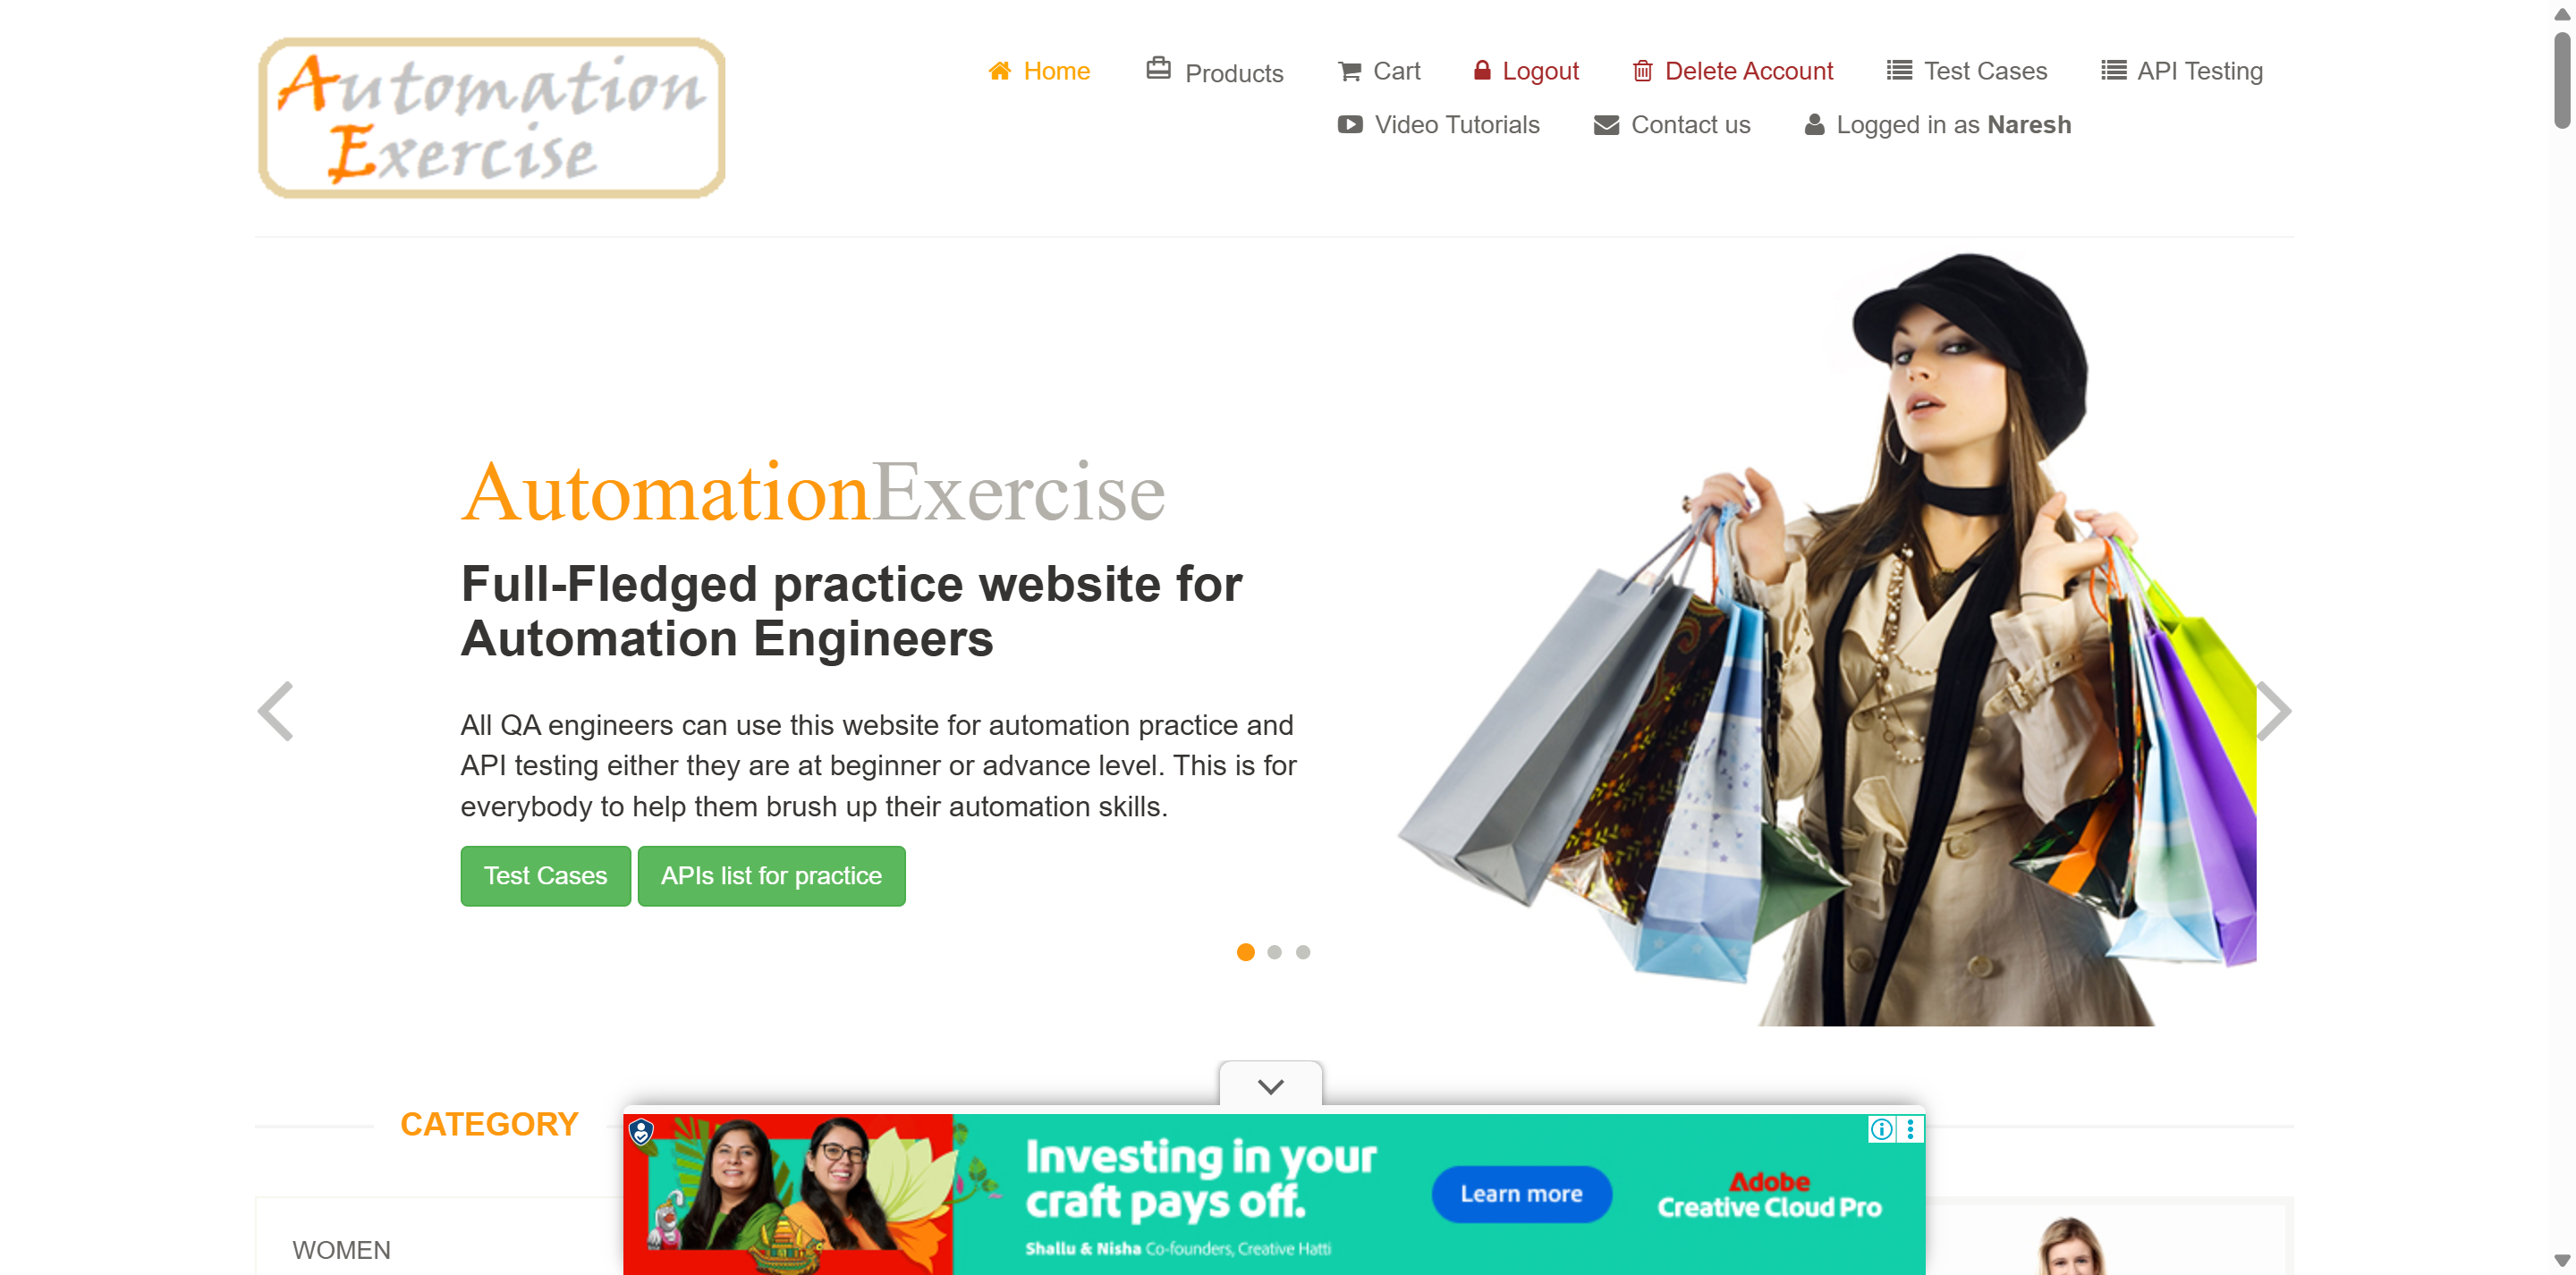 Automation
Exercise
Home Products Cart Logout Delete Account Test Cases API Testing
Video Tutorials Contact us Logged in as Naresh
AutomationExercise
Full-Fledged practice website for
Automation Engineers
All QA engineers can use this website for automation practice and
API testing either they are at beginner or advance level. This is for
everybody to help them brush up their automation skills.
Test Cases APIs list for practice
CATEGORY
WOMEN
Investing in your
craft pays off.
Shallu & Nisha Co-founders, Creative Hatti
Learn more
Adobe
Creative Cloud Pro